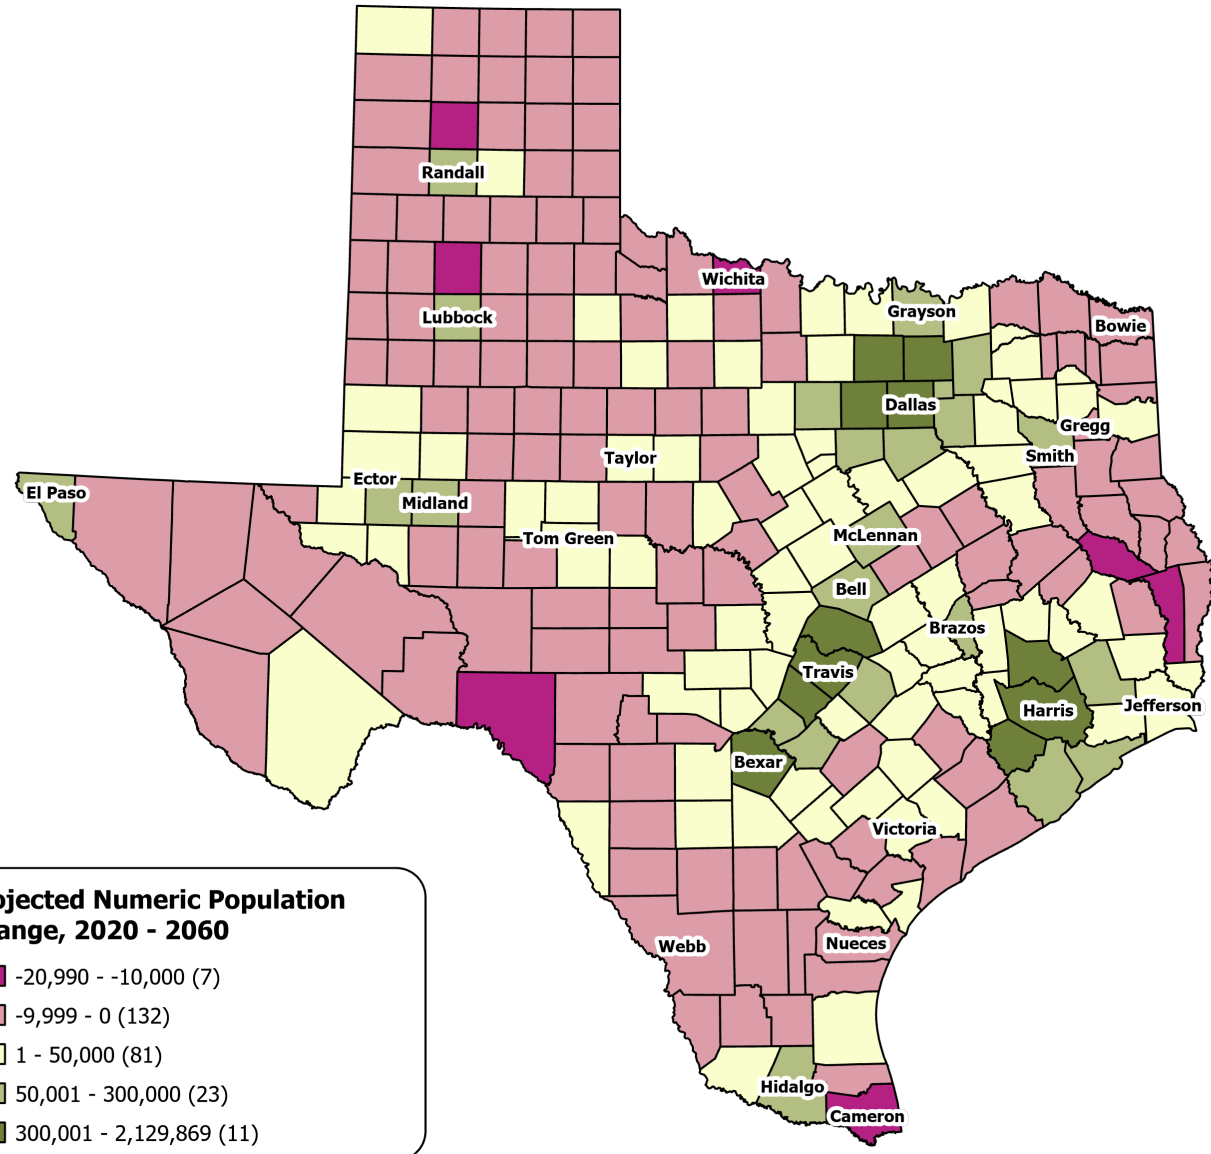 Randall
Wichita
Grayson
Lubbock
Bowie
Dallas
Gregg
Taylor
Smith
Ector
El Paso
Midland
McLennan
Tom Green
Bell
Brazos
Travis
Jefferson
Harris
Bexar
Victoria
Nueces
Webb
Hidalgo
Cameron
ojected Numeric Population
ange, 2020 - 2060
-20,990 - -10,000 (7)
-9,999 - 0 (132)
1 - 50,000 (81)
50,001 - 300,000 (23)
300,001 - 2,129,869 (11)